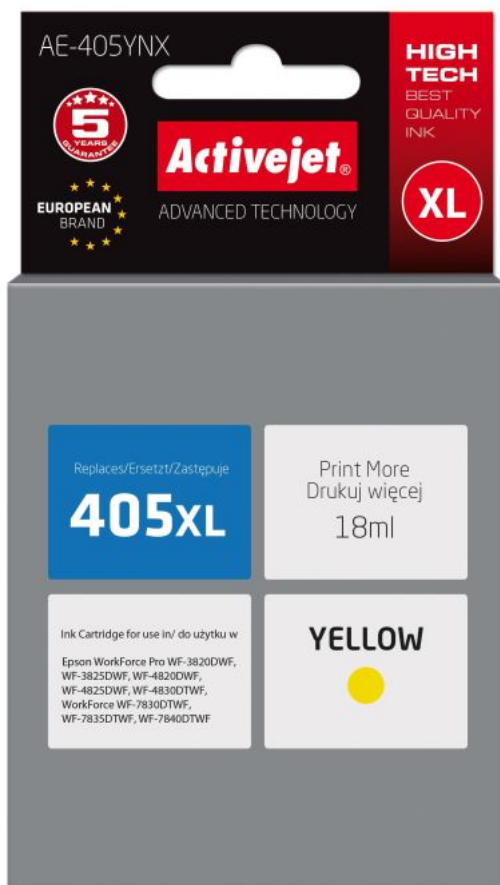 AE-405YNX
HIGH
TECH
BEST
QUALITY
INK
5
YEARS
GUARANTEE
Activejet®
EUROPEAN
BRAND
ADVANCED TECHNOLOGY
XL
Replaces/Ersetzt/Zastępuje
405XL
Print More
Drukuj więcej
18ml
Ink Cartridge for use in/ do użytku w
Epson WorkForce Pro WF-3820DWF,
WF-3825DWF, WF-4820DWF,
WF-4825DWF, WF-4830DTWF,
WorkForce WF-7830DTWF,
WF-7835DTWF, WF-7840DTWF
YELLOW